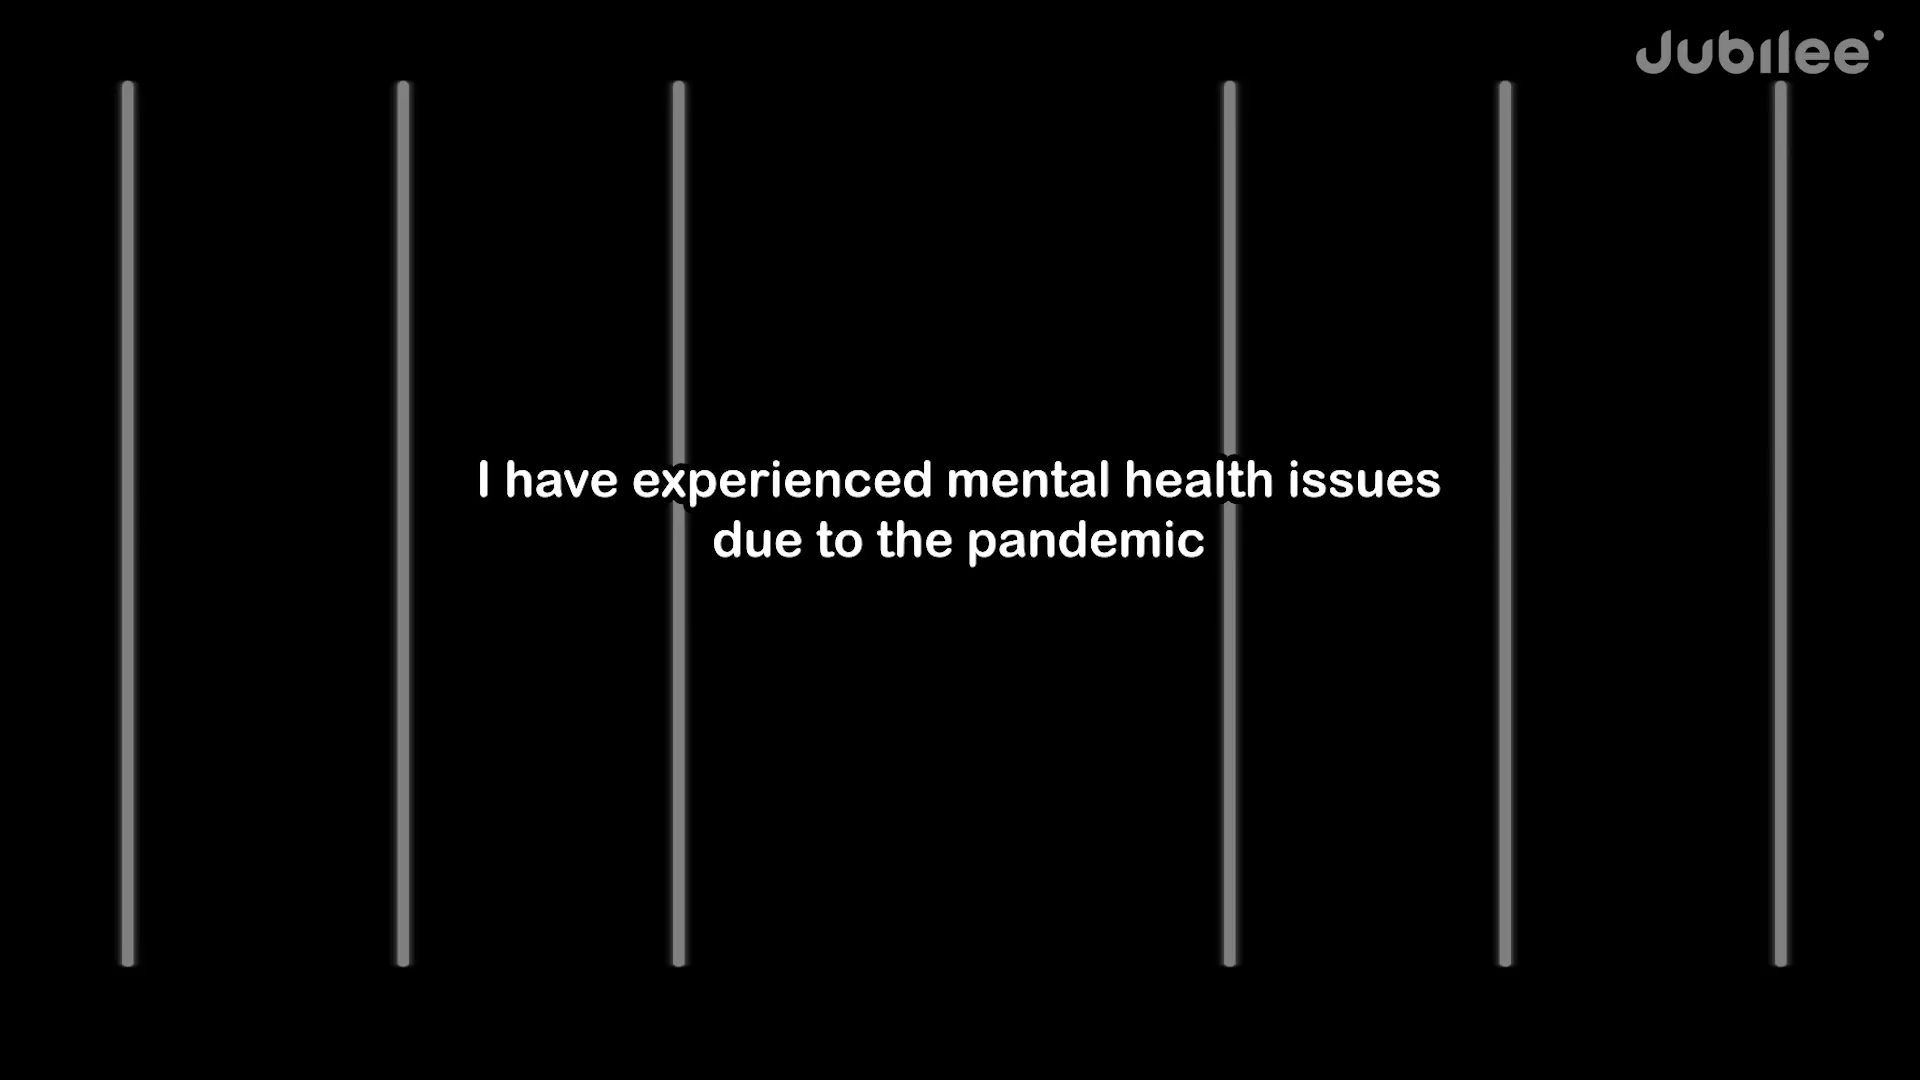 Jubilee
I have experienced mental health issues
due to the pandemic